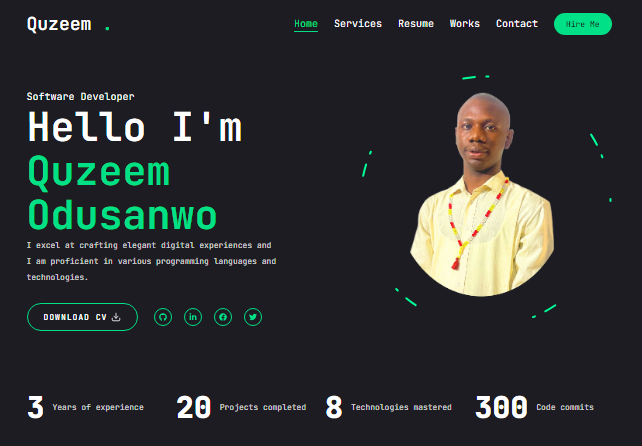 Quzeem .
Home Services Resume Works Contact Hire Me
Software Developer
Hello I'm
Quzeem
Odusanwo
I excel at crafting elegant digital experiences and
I am proficient in various programming languages and
technologies.
DOWNLOAD CV
3 Years of experience
20 Projects completed
8 Technologies mastered
300 Code commits